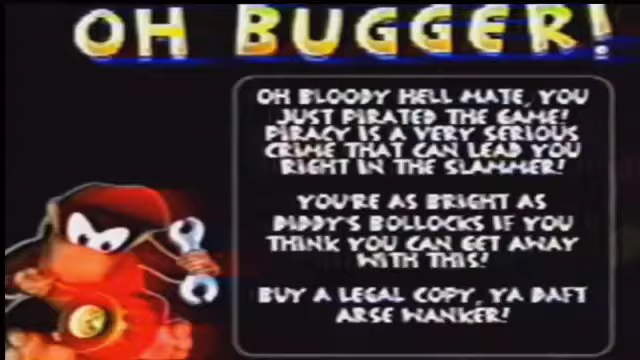 OH BUGGER!
OH BLOODY HELL MATE, YOU
JUST PIRATED THE GAME!
PIRACY IS A VERY SERIOUS
CRIME THAT CAN LEAD YOU
RIGHT IN THE SLAMMER!
YOU'RE AS BRIGHT AS
DIDDY'S BOLLOCKS IF YOU
THINK YOU CAN GET AWAY
WITH THIS!
BUY A LEGAL COPY, YA DAFT
ARSE WANKER!